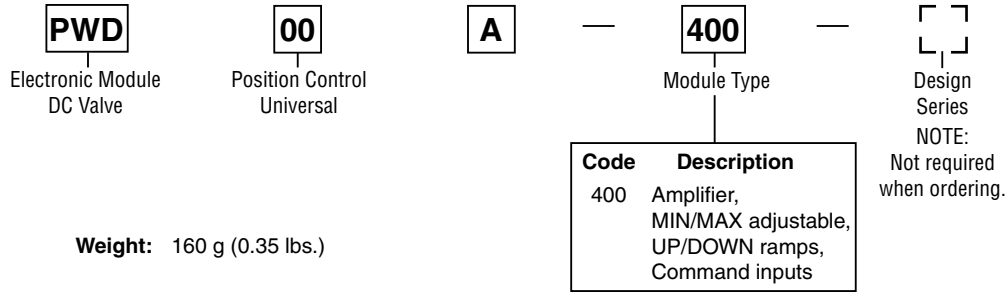 PWD 00 A — 400 —
Electronic Module
DC Valve
Position Control
Universal
Module Type
Design
Series
NOTE:
Not required
when ordering.
Code Description
400 Amplifier,
MIN/MAX adjustable,
UP/DOWN ramps,
Command inputs
Weight: 160 g (0.35 lbs.)